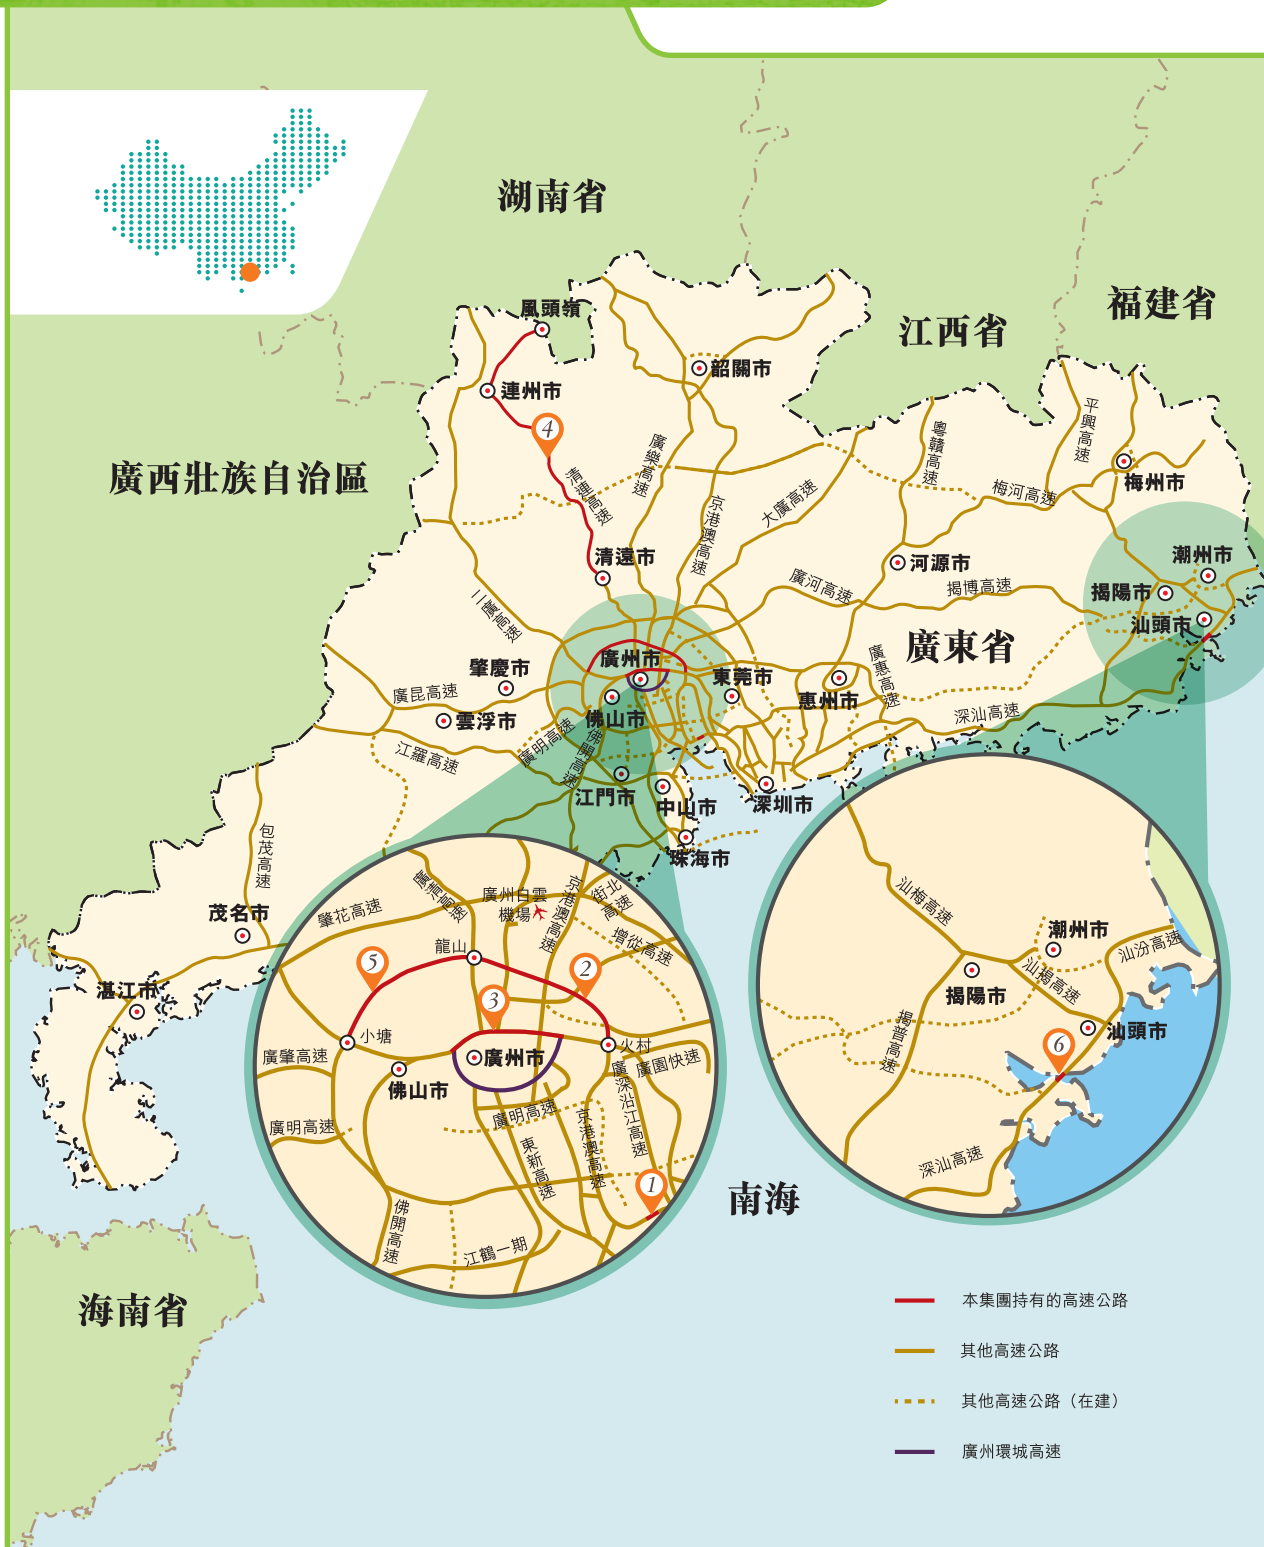 湖南省
福建省
江西省
風頭嶺
韶關市
連州市
4
平興高速
粵贛高速
廣樂高速
廣西壯族自治區
清連高速
梅州市
梅河高速
大廣高速
京港澳高速
清遠市
潮州市
河源市
揭博高速
廣河高速
揭陽市
二廣高速
汕頭市
廣東省
廣州市
肇慶市
東莞市
廣惠高速
廣昆高速
惠州市
雲浮市
佛山市
深汕高速
廣明高速
佛開高速
江羅高速
江門市
中山市
深圳市
包茂高速
珠海市
茂名市
湛江市
廣清高速
廣州白雲
機場
京港澳高速
街北
高速
肇花高速
增從高速
龍山
5
2
3
小塘
火村
廣肇高速
廣州市
廣園快速
佛山市
廣深沿江高速
廣明高速
廣明高速
京港澳高速
東新高速
1
佛開高速
江鶴一期
汕梅高速
潮州市
汕汾高速
揭陽市
汕揭高速
汕頭市
揭普高速
6
深汕高速
南海
海南省
本集團持有的高速公路
其他高速公路
其他高速公路（在建）
廣州環城高速